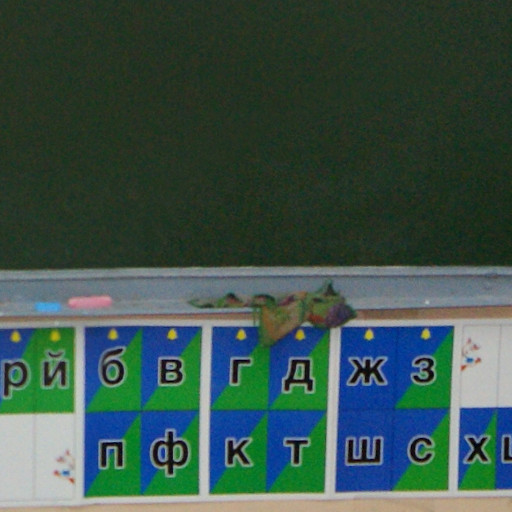 р й б в г д ж з
п ф к т ш с х